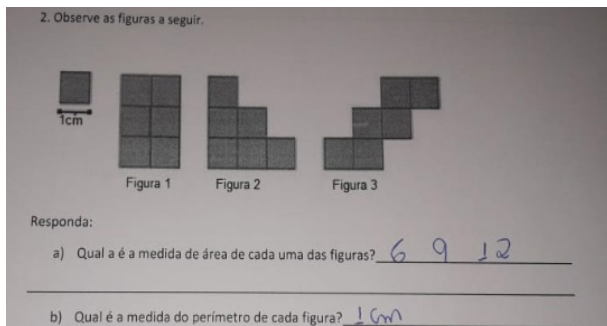 2. Observe as figuras a seguir.
1cm
Figura 1 Figura 2 Figura 3
Responda:
a) Qual a é a medida de área de cada uma das figuras? 6 9 12
b) Qual é a medida do perímetro de cada figura? 1 cm